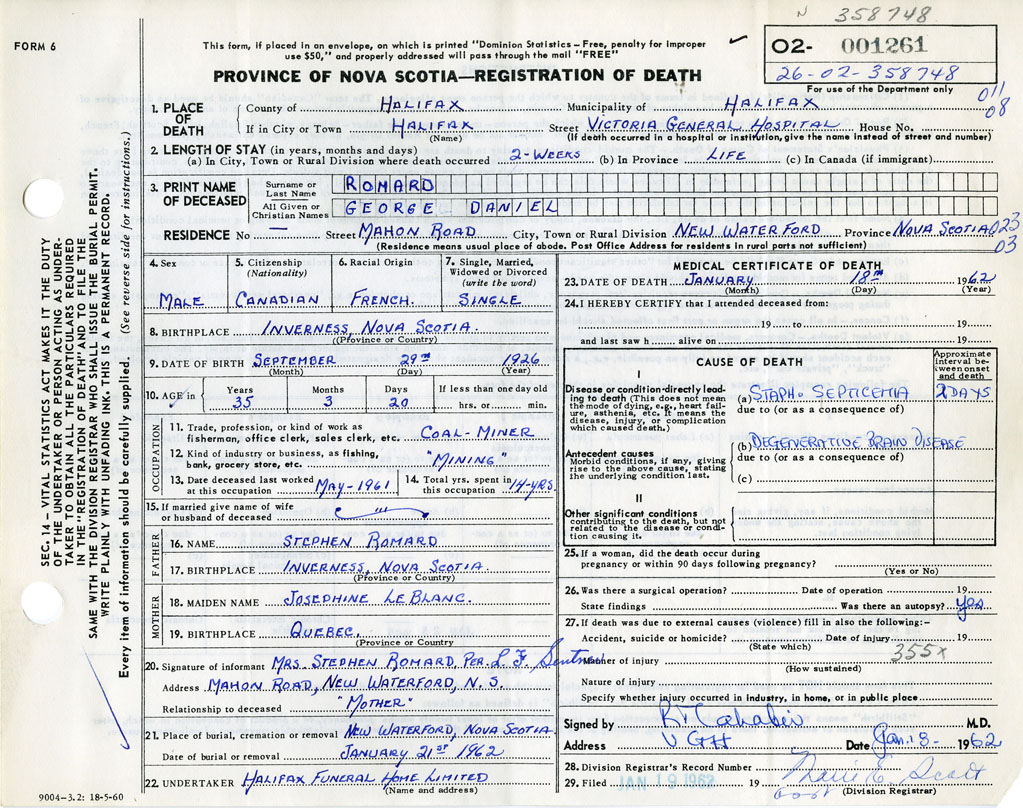 N 358748
FORM 6
This form, if placed in an envelope, on which is printed "Dominion Statistics – Free, penalty for improper
use $50," and properly addressed will pass through the mail "FREE"
PROVINCE OF NOVA SCOTIA—REGISTRATION OF DEATH
02- 001261
26-02-358748
For use of the Department only
011
08
SEC. 14 – VITAL STATISTICS ACT MAKES IT THE DUTY
OF THE UNDERTAKER OR PERSON ACTING AS UNDER-
TAKER TO OBTAIN ALL THE PARTICULARS REQUIRED
IN THE "REGISTRATION OF DEATH" AND TO FILE THE
SAME WITH THE DIVISION REGISTRAR WHO SHALL ISSUE THE BURIAL PERMIT.
WRITE PLAINLY WITH UNFADING INK. THIS IS A PERMANENT RECORD.
Every item of information should be carefully supplied. (See reverse side for instructions.)
1. PLACE OF DEATH
County of HALIFAX Municipality of HALIFAX
If in City or Town HALIFAX Street VICTORIA GENERAL HOSPITAL House No.
(Name) (If death occurred in a hospital or institution, give the name instead of street and number)
2. LENGTH OF STAY (in years, months and days)
(a) In City, Town or Rural Division where death occurred 2-WEEKS (b) In Province LIFE (c) In Canada (if immigrant)
3. PRINT NAME OF DECEASED
Surname or Last Name ROMARD
All Given or Christian Names GEORGE DANIEL
RESIDENCE No — Street MAHON ROAD City, Town or Rural Division NEW WATERFORD Province NOVA SCOTIA 023
03
(Residence means usual place of abode. Post Office Address for residents in rural parts not sufficient)
4. Sex MALE
5. Citizenship (Nationality) CANADIAN
6. Racial Origin FRENCH.
7. Single, Married, Widowed or Divorced (write the word) SINGLE
8. BIRTHPLACE INVERNESS, NOVA SCOTIA.
(Province or Country)
9. DATE OF BIRTH SEPTEMBER 29TH 1926
(Month) (Day) (Year)
10. AGE in Years 35 Months 3 Days 20 If less than one day old hrs. or min.
OCCUPATION
11. Trade, profession, or kind of work as
fisherman, office clerk, sales clerk, etc. COAL-MINER
12. Kind of industry or business, as fishing,
bank, grocery store, etc. "MINING"
13. Date deceased last worked at this occupation MAY-1961
14. Total yrs. spent in this occupation 14-YRS.
15. If married give name of wife
or husband of deceased "'
FATHER
16. NAME STEPHEN ROMARD
17. BIRTHPLACE INVERNESS, NOVA SCOTIA.
(Province or Country)
MOTHER
18. MAIDEN NAME JOSEPHINE LEBLANC.
19. BIRTHPLACE QUEBEC.
(Province or Country)
20. Signature of informant MRS. STEPHEN ROMARD, PER. L. F.
Address MAHON ROAD, NEW WATERFORD, N. S.
Relationship to deceased "MOTHER"
21. Place of burial, cremation or removal NEW WATERFORD, NOVA SCOTIA.
Date of burial or removal JANUARY 21ST 1962
22. UNDERTAKER HALIFAX FUNERAL HOME LIMITED
(Name and address)
9004–3.2: 18-5-60
MEDICAL CERTIFICATE OF DEATH
23. DATE OF DEATH JANUARY 18TH 1962
(Month) (Day) (Year)
24. I HEREBY CERTIFY that I attended deceased from:
19 to 19
and last saw h alive on 19
CAUSE OF DEATH
Approximate interval between onset and death
I
Disease or condition directly lead-
ing to death (This does not mean
the mode of dying, e.g., heart fail-
ure, asthenia, etc. It means the
disease, injury, or complication
which caused death.)
(a) STAPH. SEPTICEMIA 2 DAYS
due to (or as a consequence of)
Antecedent causes
Morbid conditions, if any, giving
rise to the above cause, stating
the underlying condition last.
(b) DEGENERATIVE BRAIN DISEASE
due to (or as a consequence of)
(c)
II
Other significant conditions
contributing to the death, but not
related to the disease or condi-
tion causing it.
25. If a woman, did the death occur during
pregnancy or within 90 days following pregnancy?
(Yes or No)
26. Was there a surgical operation? Date of operation 19
State findings Was there an autopsy? yes
27. If death was due to external causes (violence) fill in also the following:–
Accident, suicide or homicide? Date of injury 19
(State which) 355x
Manner of injury
(How sustained)
Nature of injury
Specify whether injury occurred in industry, in home, or in public place
Signed by M.D.
Address VGH Date Jan. 18- 1962
28. Division Registrar's Record Number
29. Filed JAN 19 1962 19 Marie E. Scott
(Division Registrar)